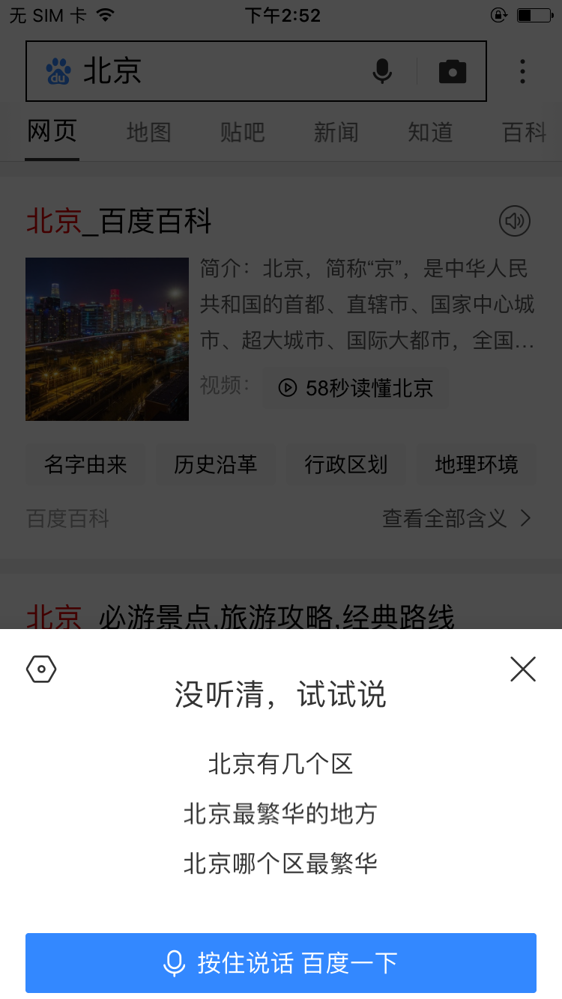 无 SIM 卡 下午2:52
du 北京
网页 地图 贴吧 新闻 知道 百科
北京_百度百科
简介：北京，简称“京”，是中华人民
共和国的首都、直辖市、国家中心城
市、超大城市、国际大都市，全国...
视频： 58秒读懂北京
名字由来 历史沿革 行政区划 地理环境
百度百科 查看全部含义
北京 必游景点,旅游攻略,经典路线
没听清，试试说
北京有几个区
北京最繁华的地方
北京哪个区最繁华
按住说话 百度一下